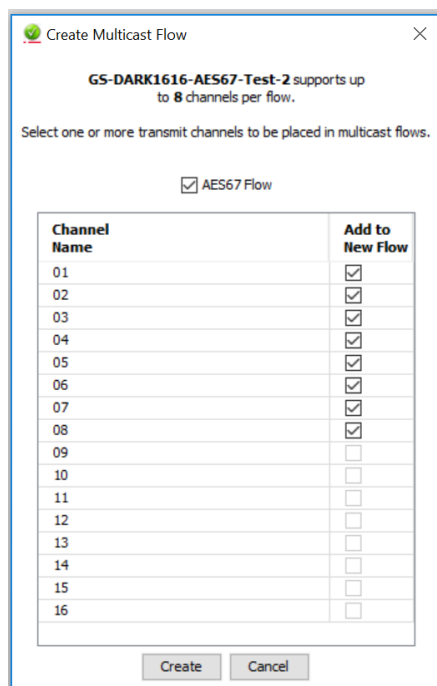 Create Multicast Flow
GS-DARK1616-AES67-Test-2 supports up
to 8 channels per flow.
Select one or more transmit channels to be placed in multicast flows.
AES67 Flow
Channel Name
Add to New Flow
01
02
03
04
05
06
07
08
09
10
11
12
13
14
15
16
Create Cancel